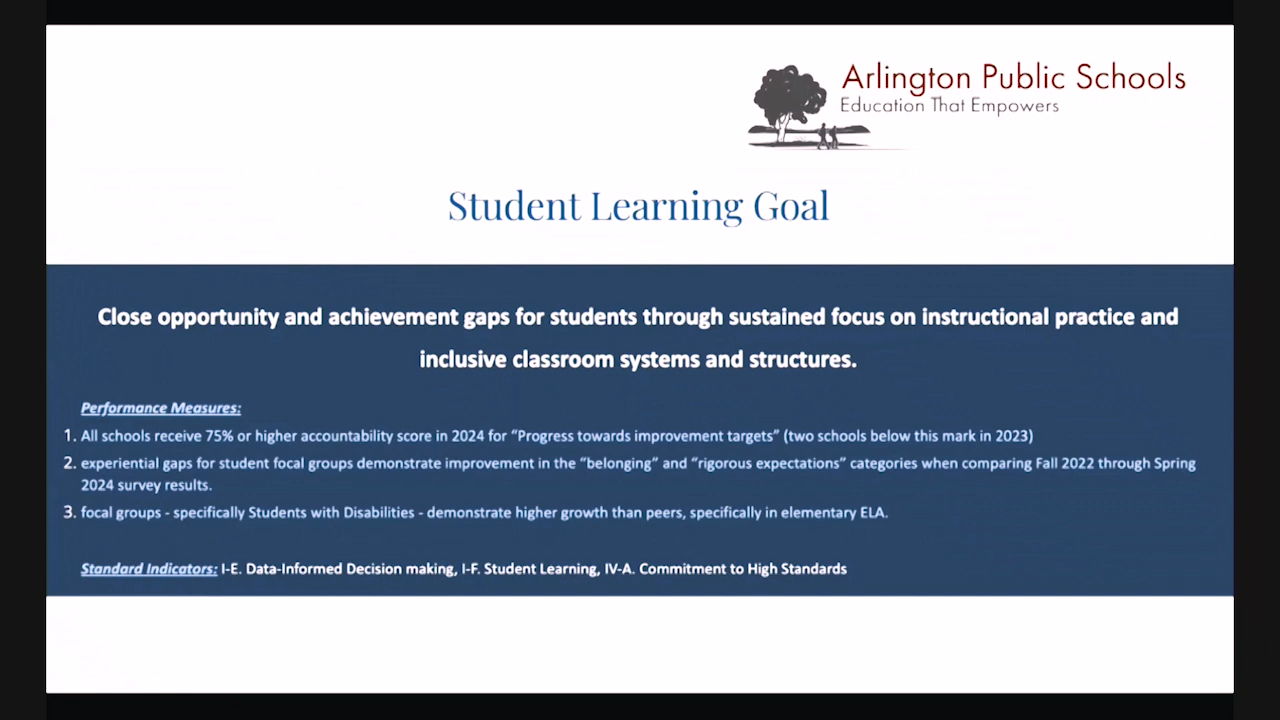 Arlington Public Schools
Education That Empowers
Student Learning Goal
Close opportunity and achievement gaps for students through sustained focus on instructional practice and
inclusive classroom systems and structures.
Performance Measures:
1. All schools receive 75% or higher accountability score in 2024 for “Progress towards improvement targets” (two schools below this mark in 2023)
2. experiential gaps for student focal groups demonstrate improvement in the “belonging” and “rigorous expectations” categories when comparing Fall 2022 through Spring
2024 survey results.
3. focal groups - specifically Students with Disabilities - demonstrate higher growth than peers, specifically in elementary ELA.
Standard Indicators: I-E. Data-Informed Decision making, I-F. Student Learning, IV-A. Commitment to High Standards